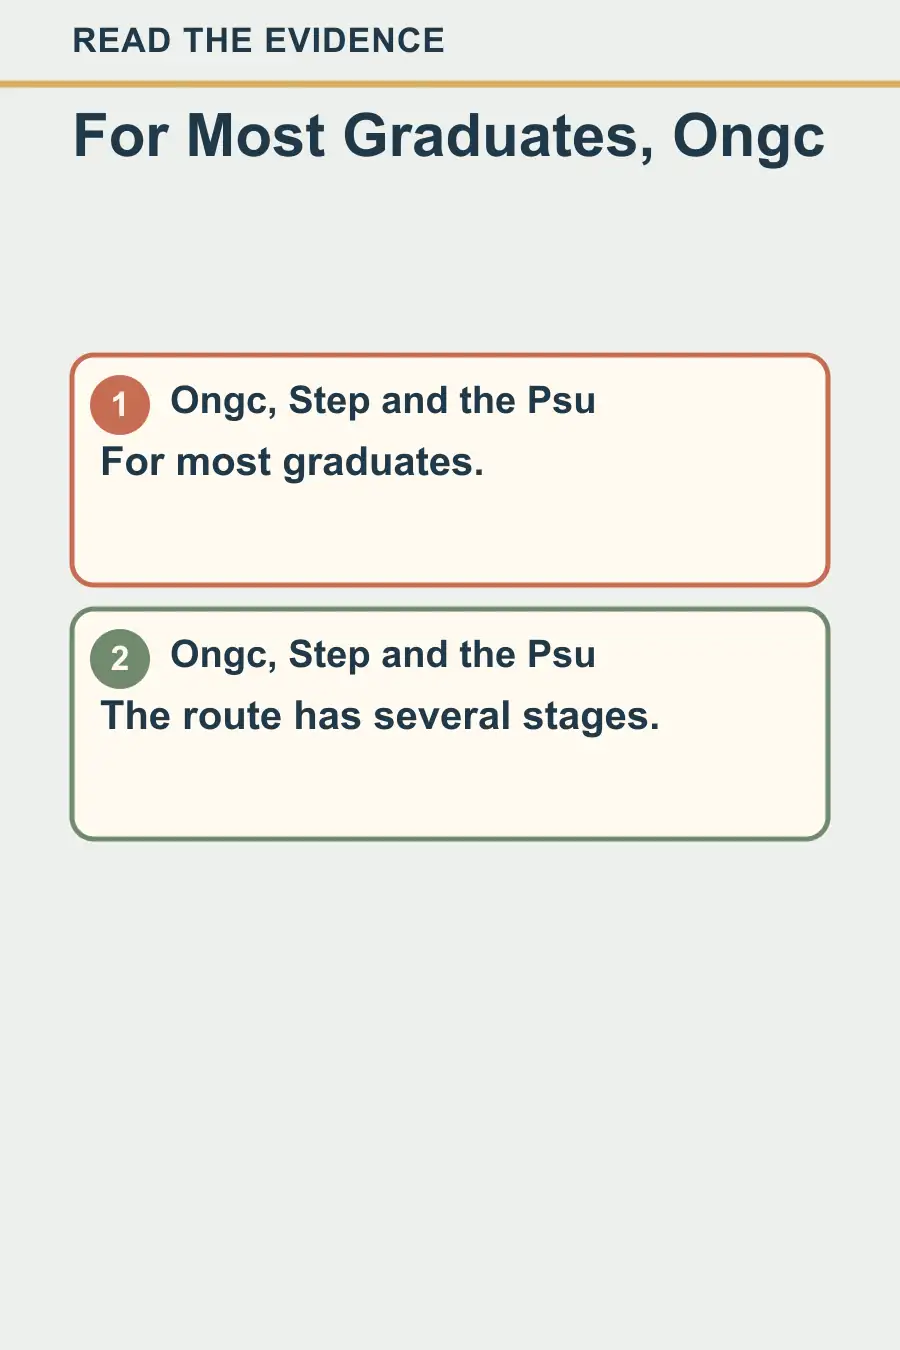 READ THE EVIDENCE
For Most Graduates, Ongc
1 Ongc, Step and the Psu
For most graduates.
2 Ongc, Step and the Psu
The route has several stages.